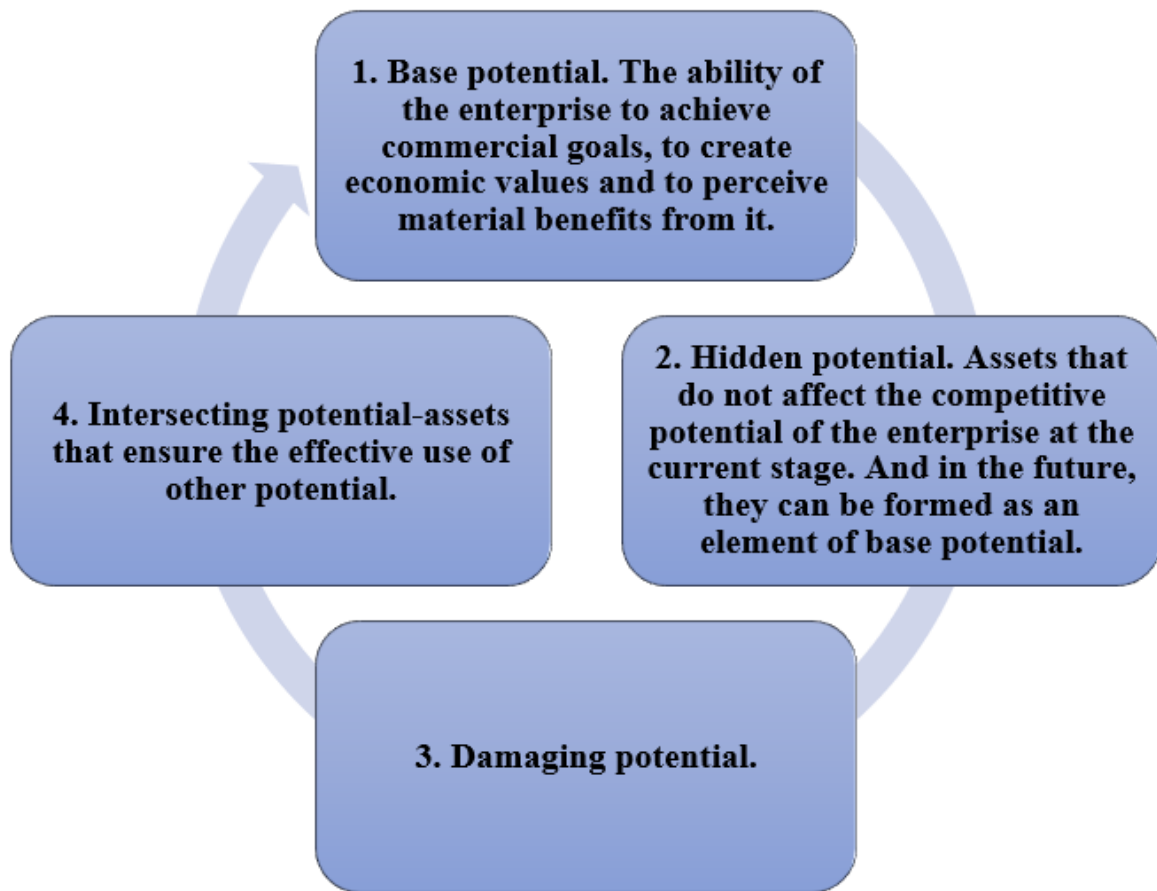 1. Base potential. The ability of
the enterprise to achieve
commercial goals, to create
economic values and to perceive
material benefits from it.
2. Hidden potential. Assets that
do not affect the competitive
potential of the enterprise at the
current stage. And in the future,
they can be formed as an
element of base potential.
3. Damaging potential.
4. Intersecting potential-assets
that ensure the effective use of
other potential.